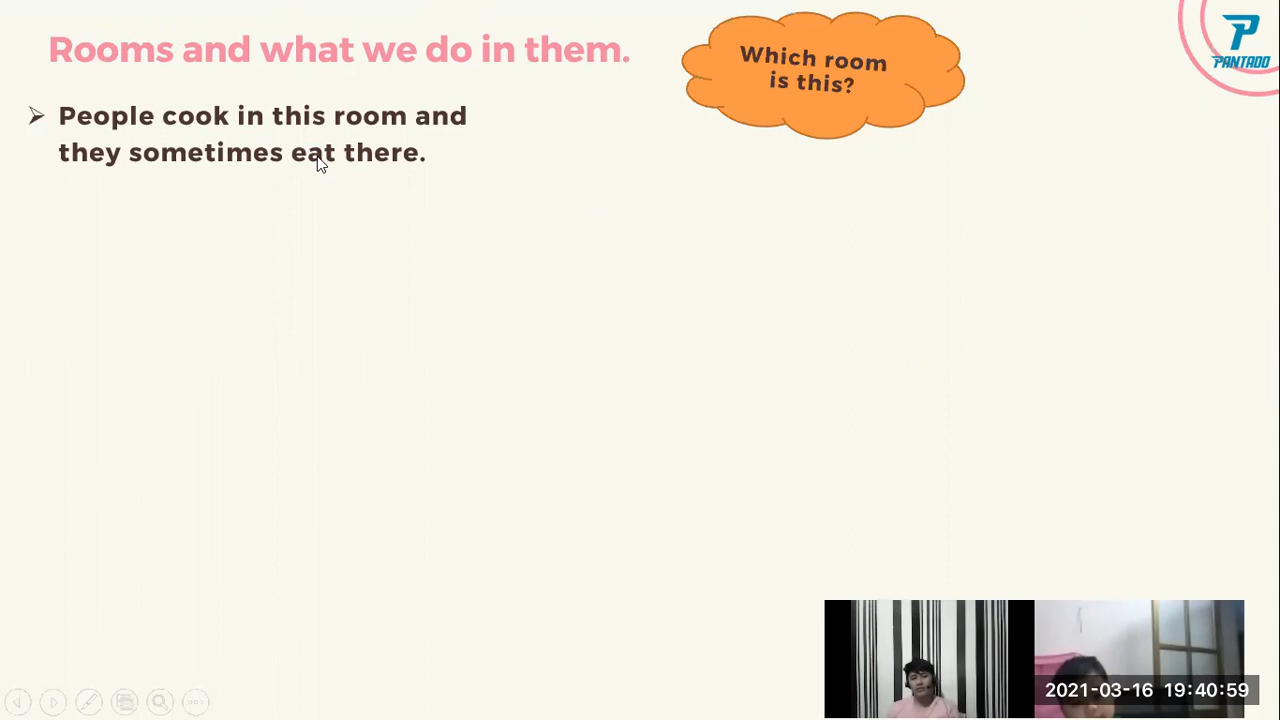 Rooms and what we do in them.
Which room
is this?
PANTADO
People cook in this room and
they sometimes eat there.
2021-03-16 19:40:59